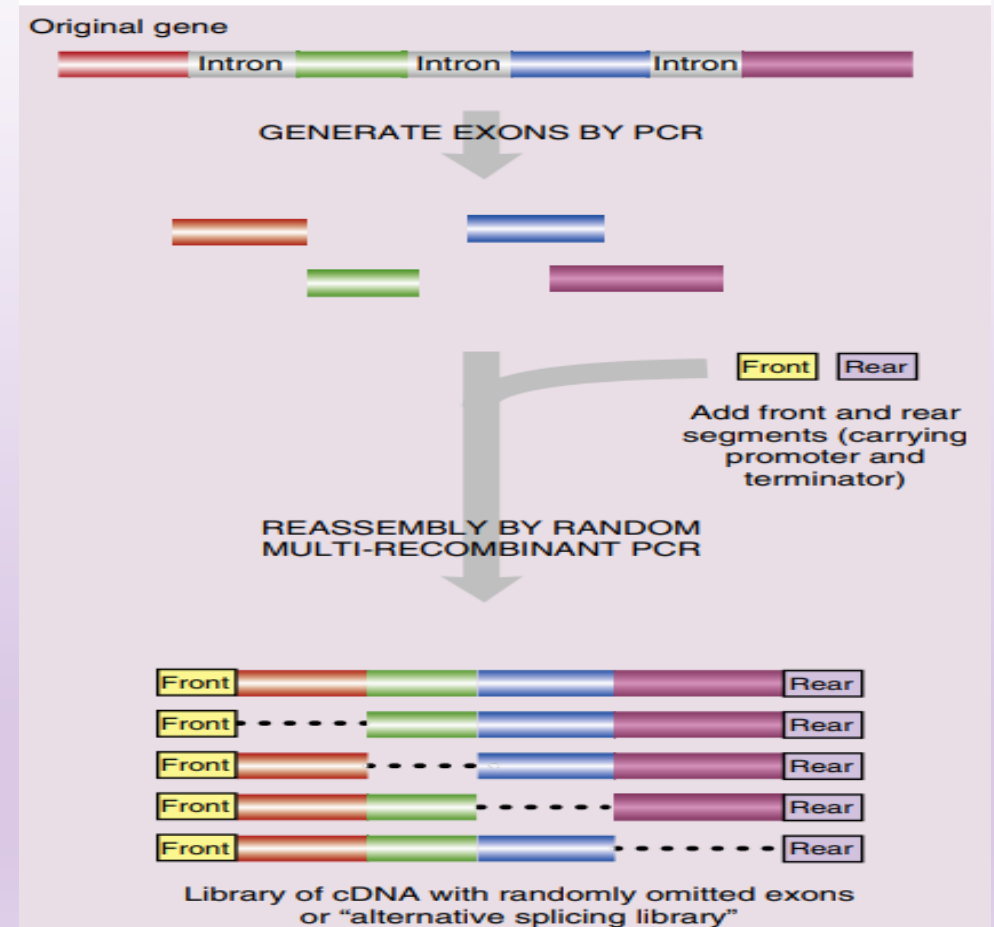 Original gene
Intron Intron Intron
GENERATE EXONS BY PCR
Front Rear
Add front and rear
segments (carrying
promoter and
terminator)
REASSEMBLY BY RANDOM
MULTI-RECOMBINANT PCR
Front Rear
Front Rear
Front Rear
Front Rear
Front Rear
Library of cDNA with randomly omitted exons
or “alternative splicing library”